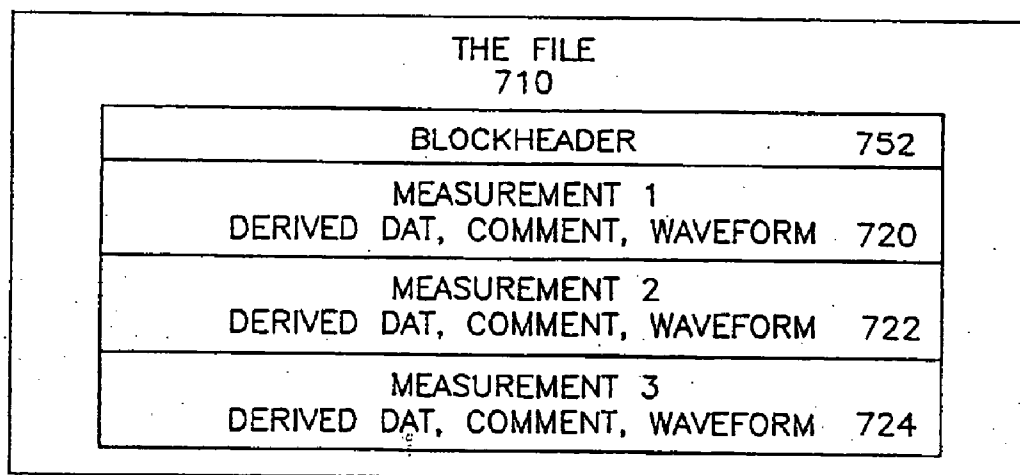 THE FILE
710
BLOCKHEADER 752
MEASUREMENT 1
DERIVED DAT, COMMENT, WAVEFORM 720
MEASUREMENT 2
DERIVED DAT, COMMENT, WAVEFORM 722
MEASUREMENT 3
DERIVED DAT, COMMENT, WAVEFORM 724